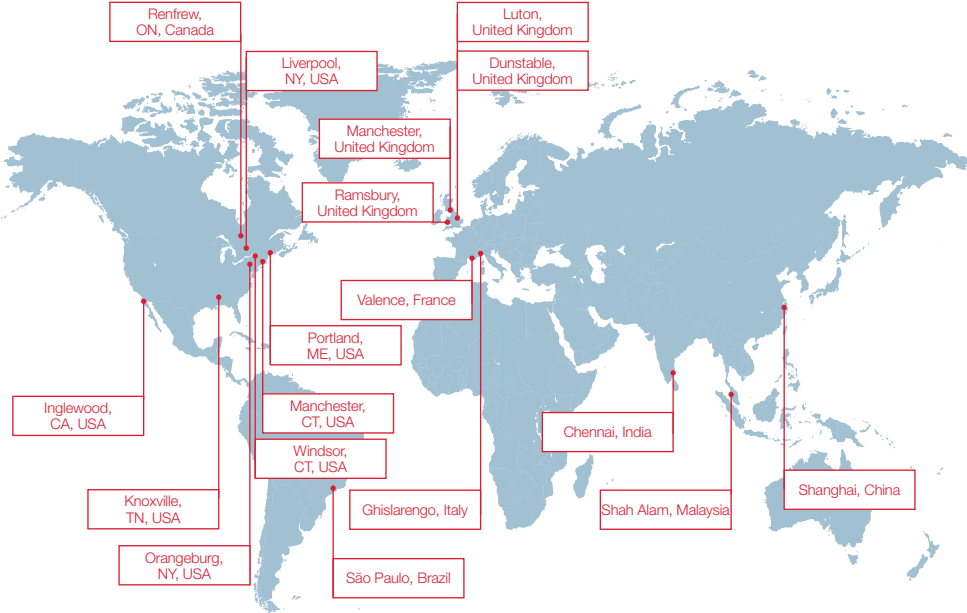 Renfrew,
ON, Canada
Luton,
United Kingdom
Liverpool,
NY, USA
Dunstable,
United Kingdom
Manchester,
United Kingdom
Ramsbury,
United Kingdom
Valence, France
Portland,
ME, USA
Inglewood,
CA, USA
Manchester,
CT, USA
Chennai, India
Windsor,
CT, USA
Shanghai, China
Knoxville,
TN, USA
Ghislarengo, Italy
Shah Alam, Malaysia
Orangeburg,
NY, USA
São Paulo, Brazil